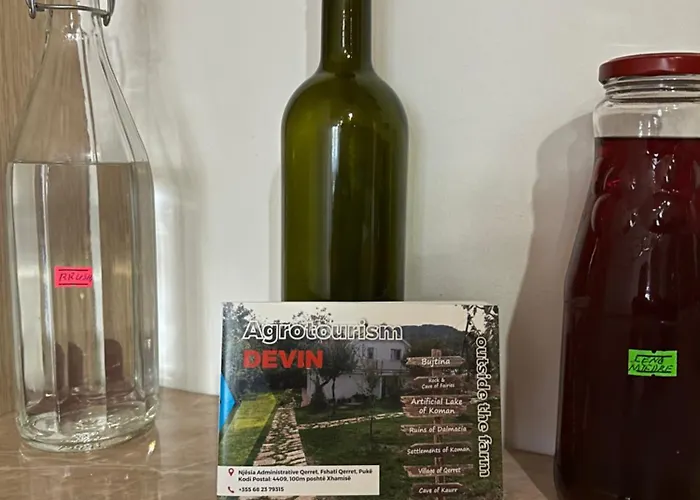 Agrotourism
DEVIN
outside the farm
Bujtina
Rock &
Cave of Fairies
Artificial Lake
of Koman
Ruins of Dalmatia
Settlements of Koman
Village of Qerret
Cave of Kaurr
Njësia Administrative Qerret, Fshati Qerret, Pukë
Kodi Postal: 4409, 100m poshtë Xhamisë
+355 68 23 79315